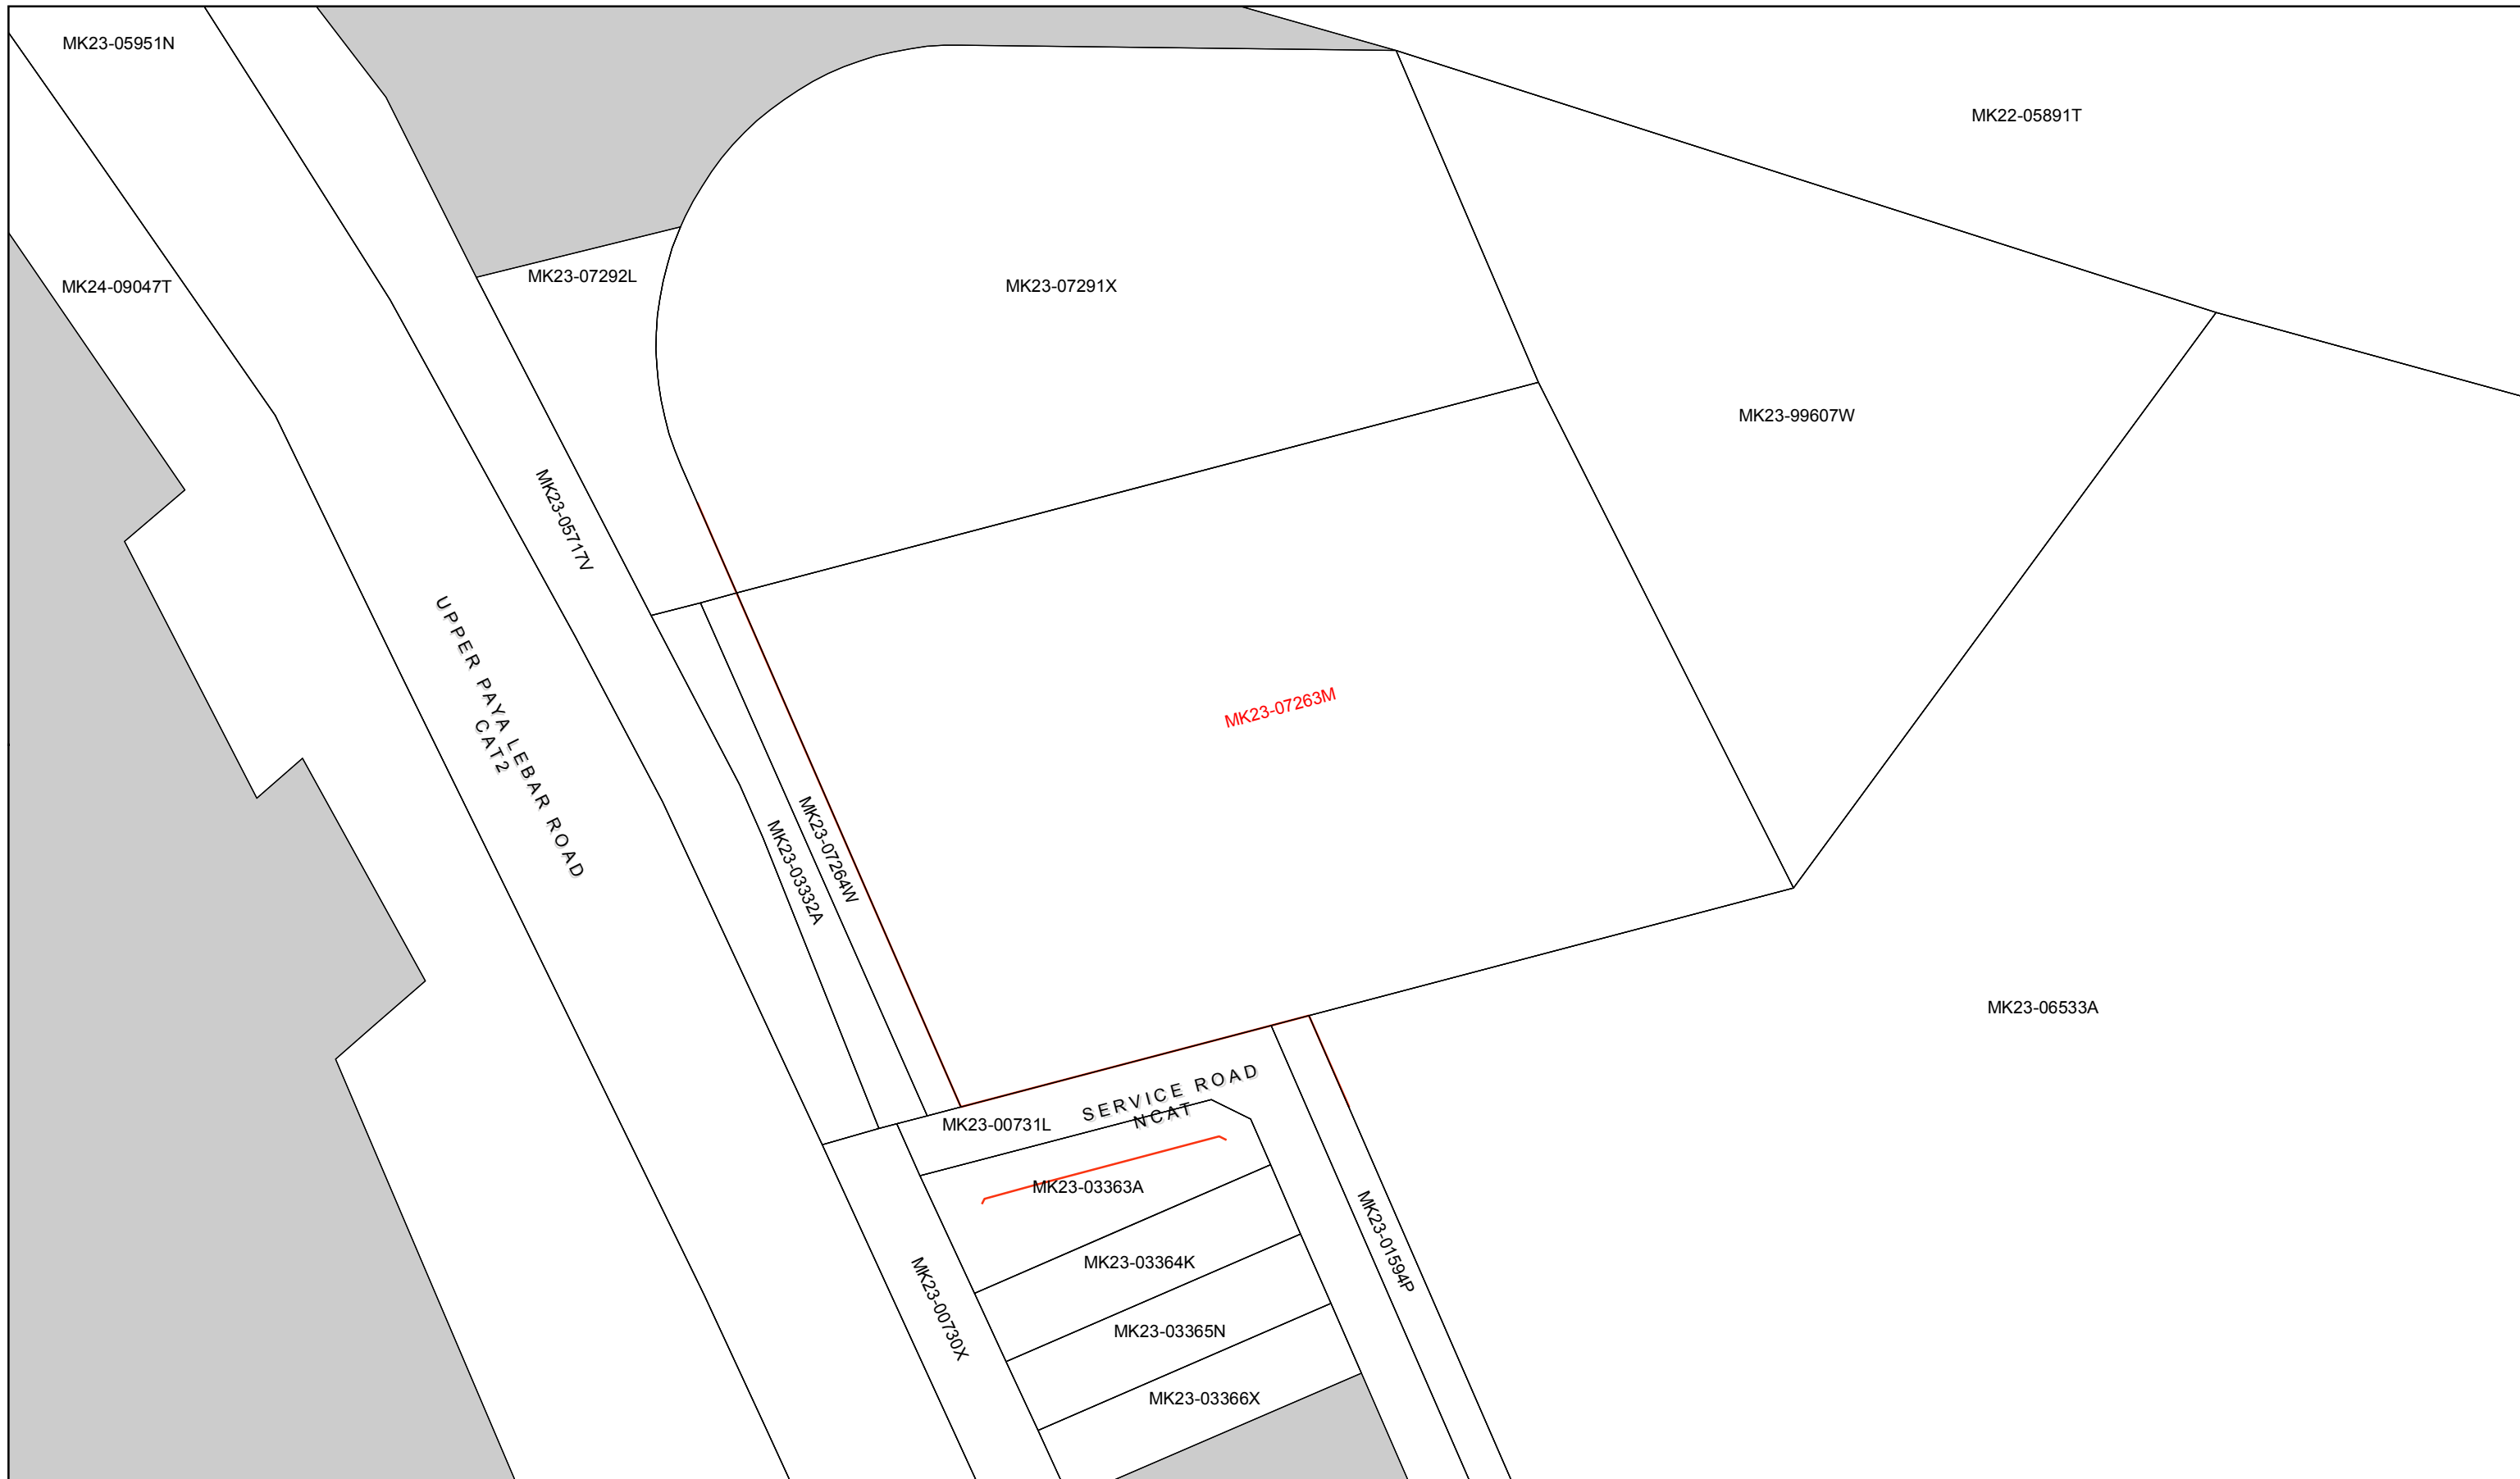 MK23-05951N
MK22-05891T
MK23-07292L
MK24-09047T
MK23-07291X
MK23-99607W
MK23-05717V
UPPER PAYA LEBAR ROAD
CAT2
MK23-07263M
MK23-07264W
MK23-03332A
MK23-06533A
SERVICE ROAD
NCAT
MK23-00731L
MK23-03363A
MK23-01594P
MK23-03364K
MK23-00730X
MK23-03365N
MK23-03366X